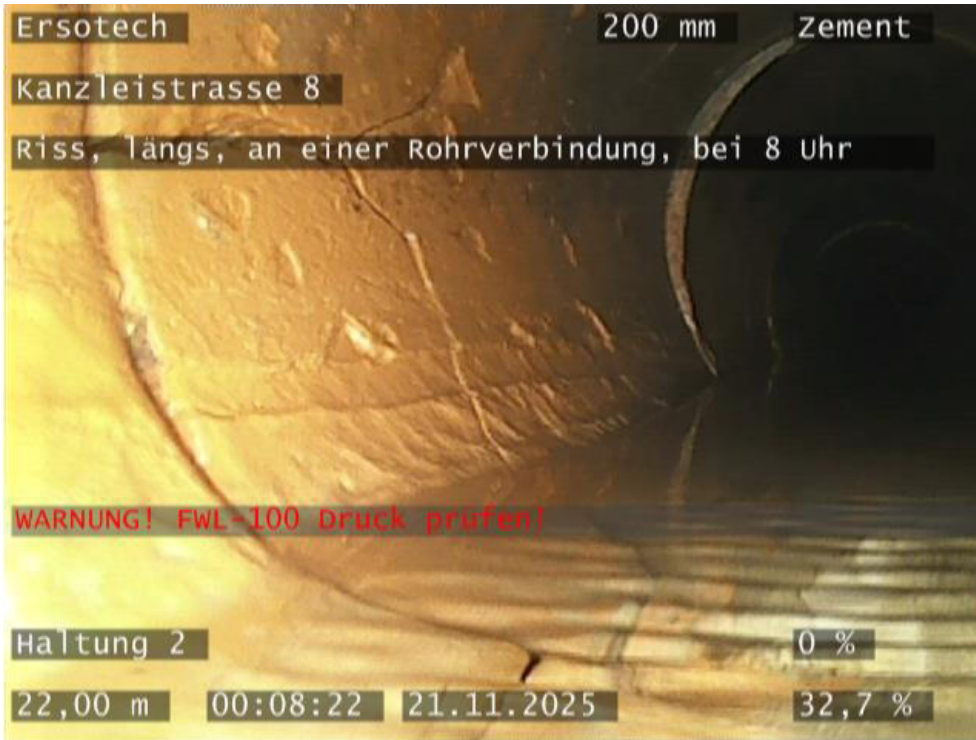 Ersotech 200 mm Zement
Kanzleistrasse 8
Riss, längs, an einer Rohrverbindung, bei 8 Uhr
WARNUNG! FWL-100 Druck prüfen!
Haltung 2 0 %
22,00 m 00:08:22 21.11.2025 32,7 %